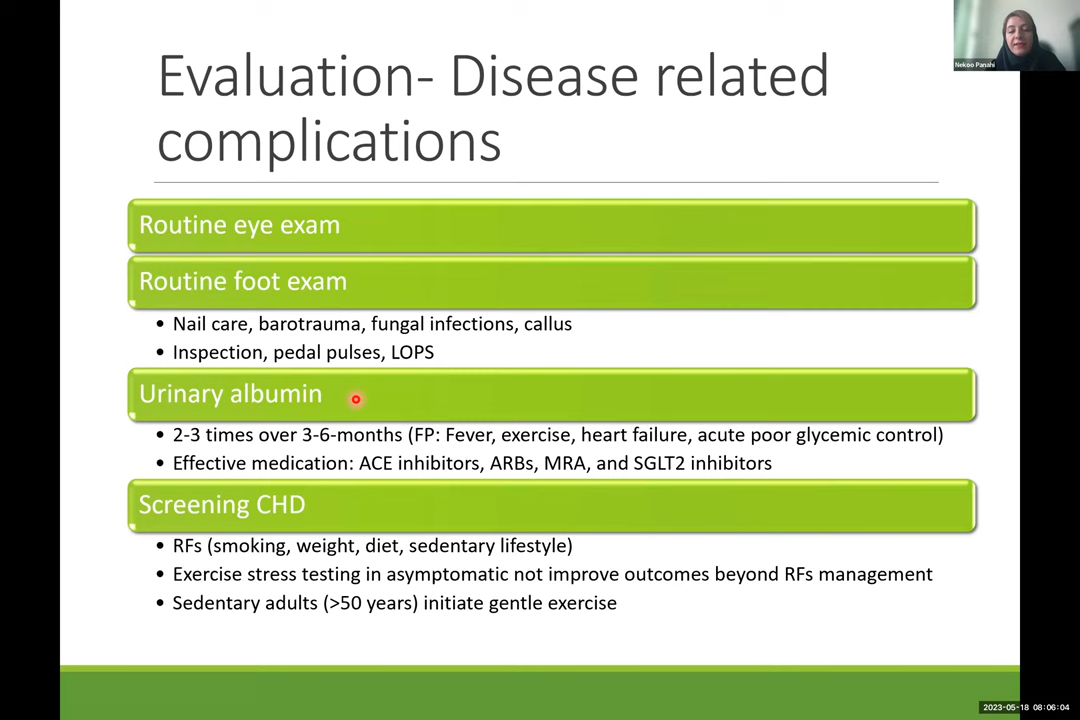 Evaluation- Disease related
complications
Routine eye exam
Routine foot exam
• Nail care, barotrauma, fungal infections, callus
• Inspection, pedal pulses, LOPS
Urinary albumin
• 2-3 times over 3-6-months (FP: Fever, exercise, heart failure, acute poor glycemic control)
• Effective medication: ACE inhibitors, ARBs, MRA, and SGLT2 inhibitors
Screening CHD
• RFs (smoking, weight, diet, sedentary lifestyle)
• Exercise stress testing in asymptomatic not improve outcomes beyond RFs management
• Sedentary adults (>50 years) initiate gentle exercise
Nekoo Panahi
2023-05-18 08:06:04